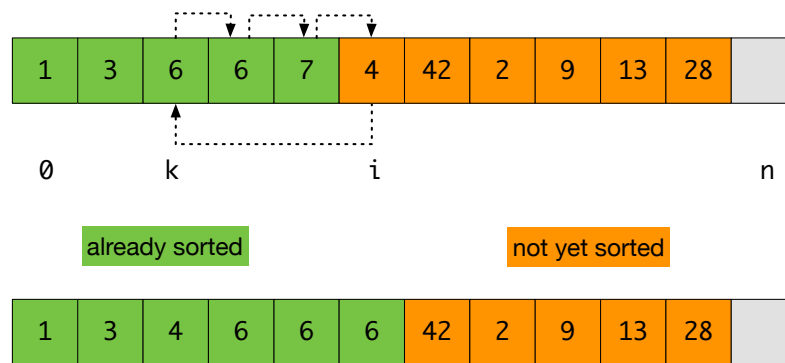 1 3 6 6 7 4 42 2 9 13 28
0 k i n
already sorted not yet sorted
1 3 4 6 6 6 42 2 9 13 28